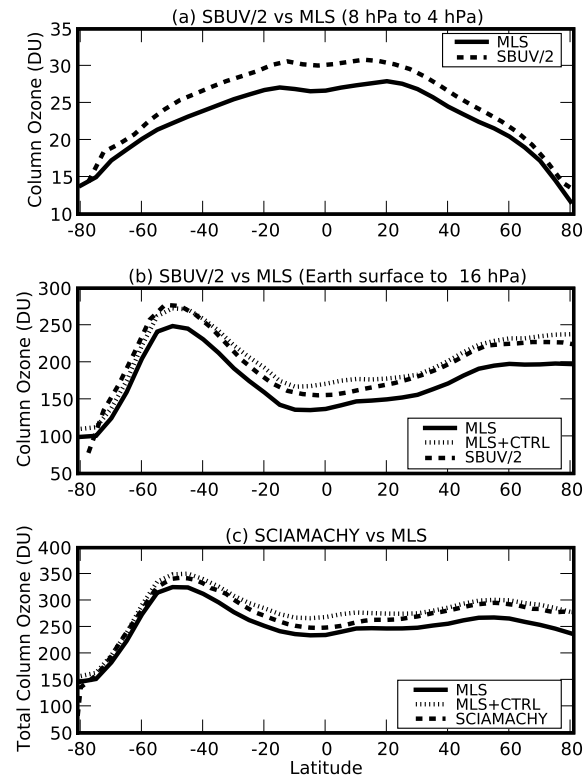 (a) SBUV/2 vs MLS (8 hPa to 4 hPa)
Column Ozone (DU)
35
30
25
20
15
10
MLS
SBUV/2
-80 -60 -40 -20 0 20 40 60 80
(b) SBUV/2 vs MLS (Earth surface to 16 hPa)
Column Ozone (DU)
300
250
200
150
100
50
MLS
MLS+CTRL
SBUV/2
-80 -60 -40 -20 0 20 40 60 80
(c) SCIAMACHY vs MLS
Total Column Ozone (DU)
400
350
300
250
200
150
100
50
MLS
MLS+CTRL
SCIAMACHY
-80 -60 -40 -20 0 20 40 60 80
Latitude